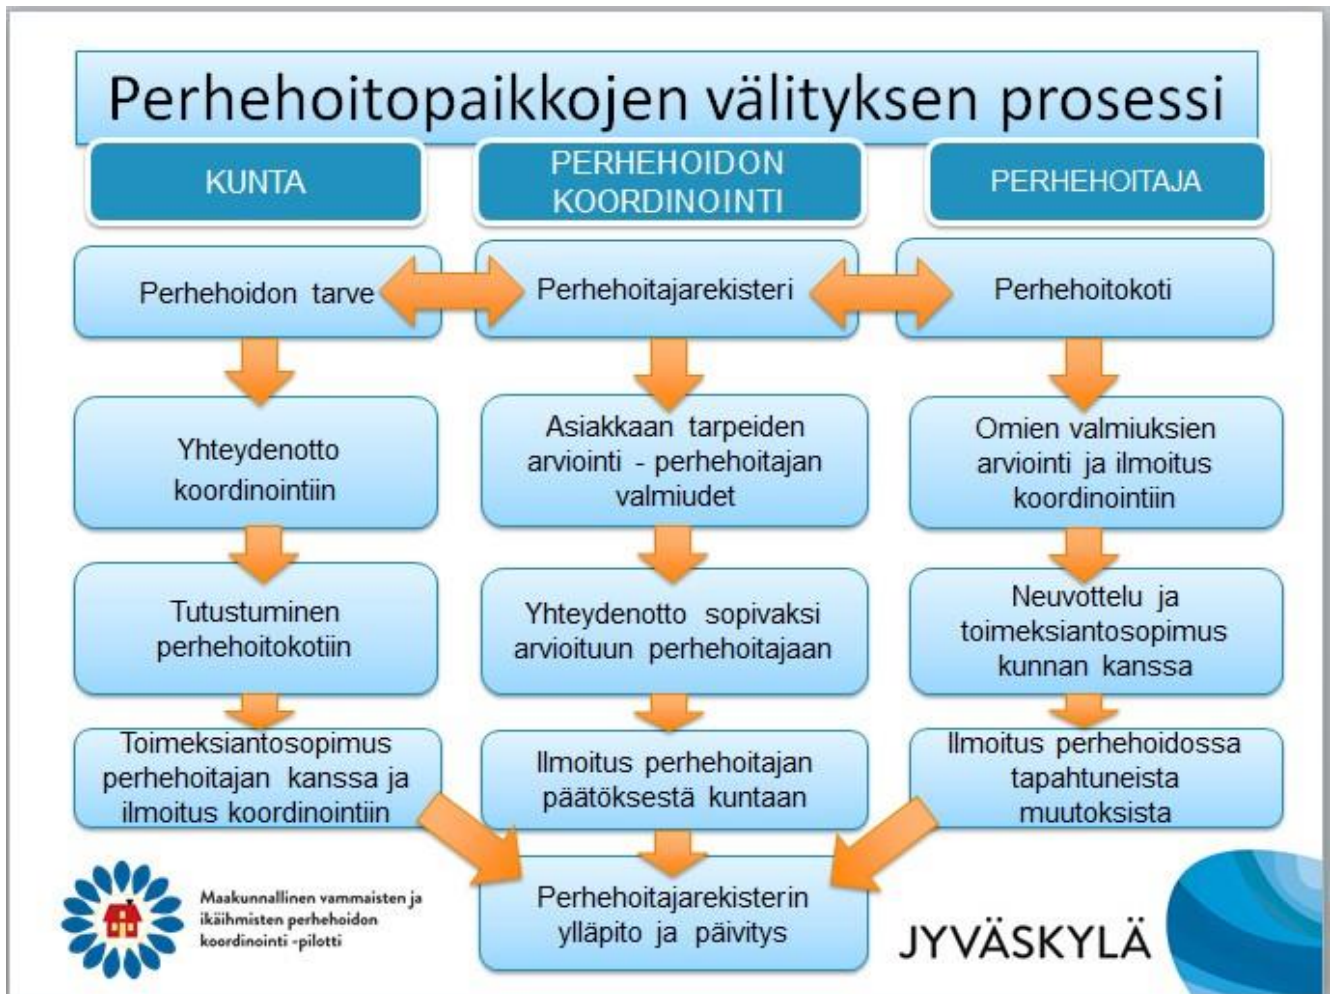 Perhehoitopaikkojen välityksen prosessi
KUNTA
PERHEHOIDON
KOORDINOINTI
PERHEHOITAJA
Perhehoidon tarve
Perhehoitajarekisteri
Perhehoitokoti
Yhteydenotto
koordinointiin
Asiakkaan tarpeiden
arviointi - perhehoitajan
valmiudet
Omien valmiuksien
arviointi ja ilmoitus
koordinointiin
Tutustuminen
perhehoitokotiin
Yhteydenotto sopivaksi
arvioituun perhehoitajaan
Neuvottelu ja
toimeksiantosopimus
kunnan kanssa
Toimeksiantosopimus
perhehoitajan kanssa ja
ilmoitus koordinointiin
Ilmoitus perhehoitajan
päätöksestä kuntaan
Ilmoitus perhehoidossa
tapahtuneista
muutoksista
Perhehoitajarekisterin
ylläpito ja päivitys
Maakunnallinen vammaisten ja
ikäihmisten perhehoidon
koordinointi -pilotti
JYVÄSKYLÄ